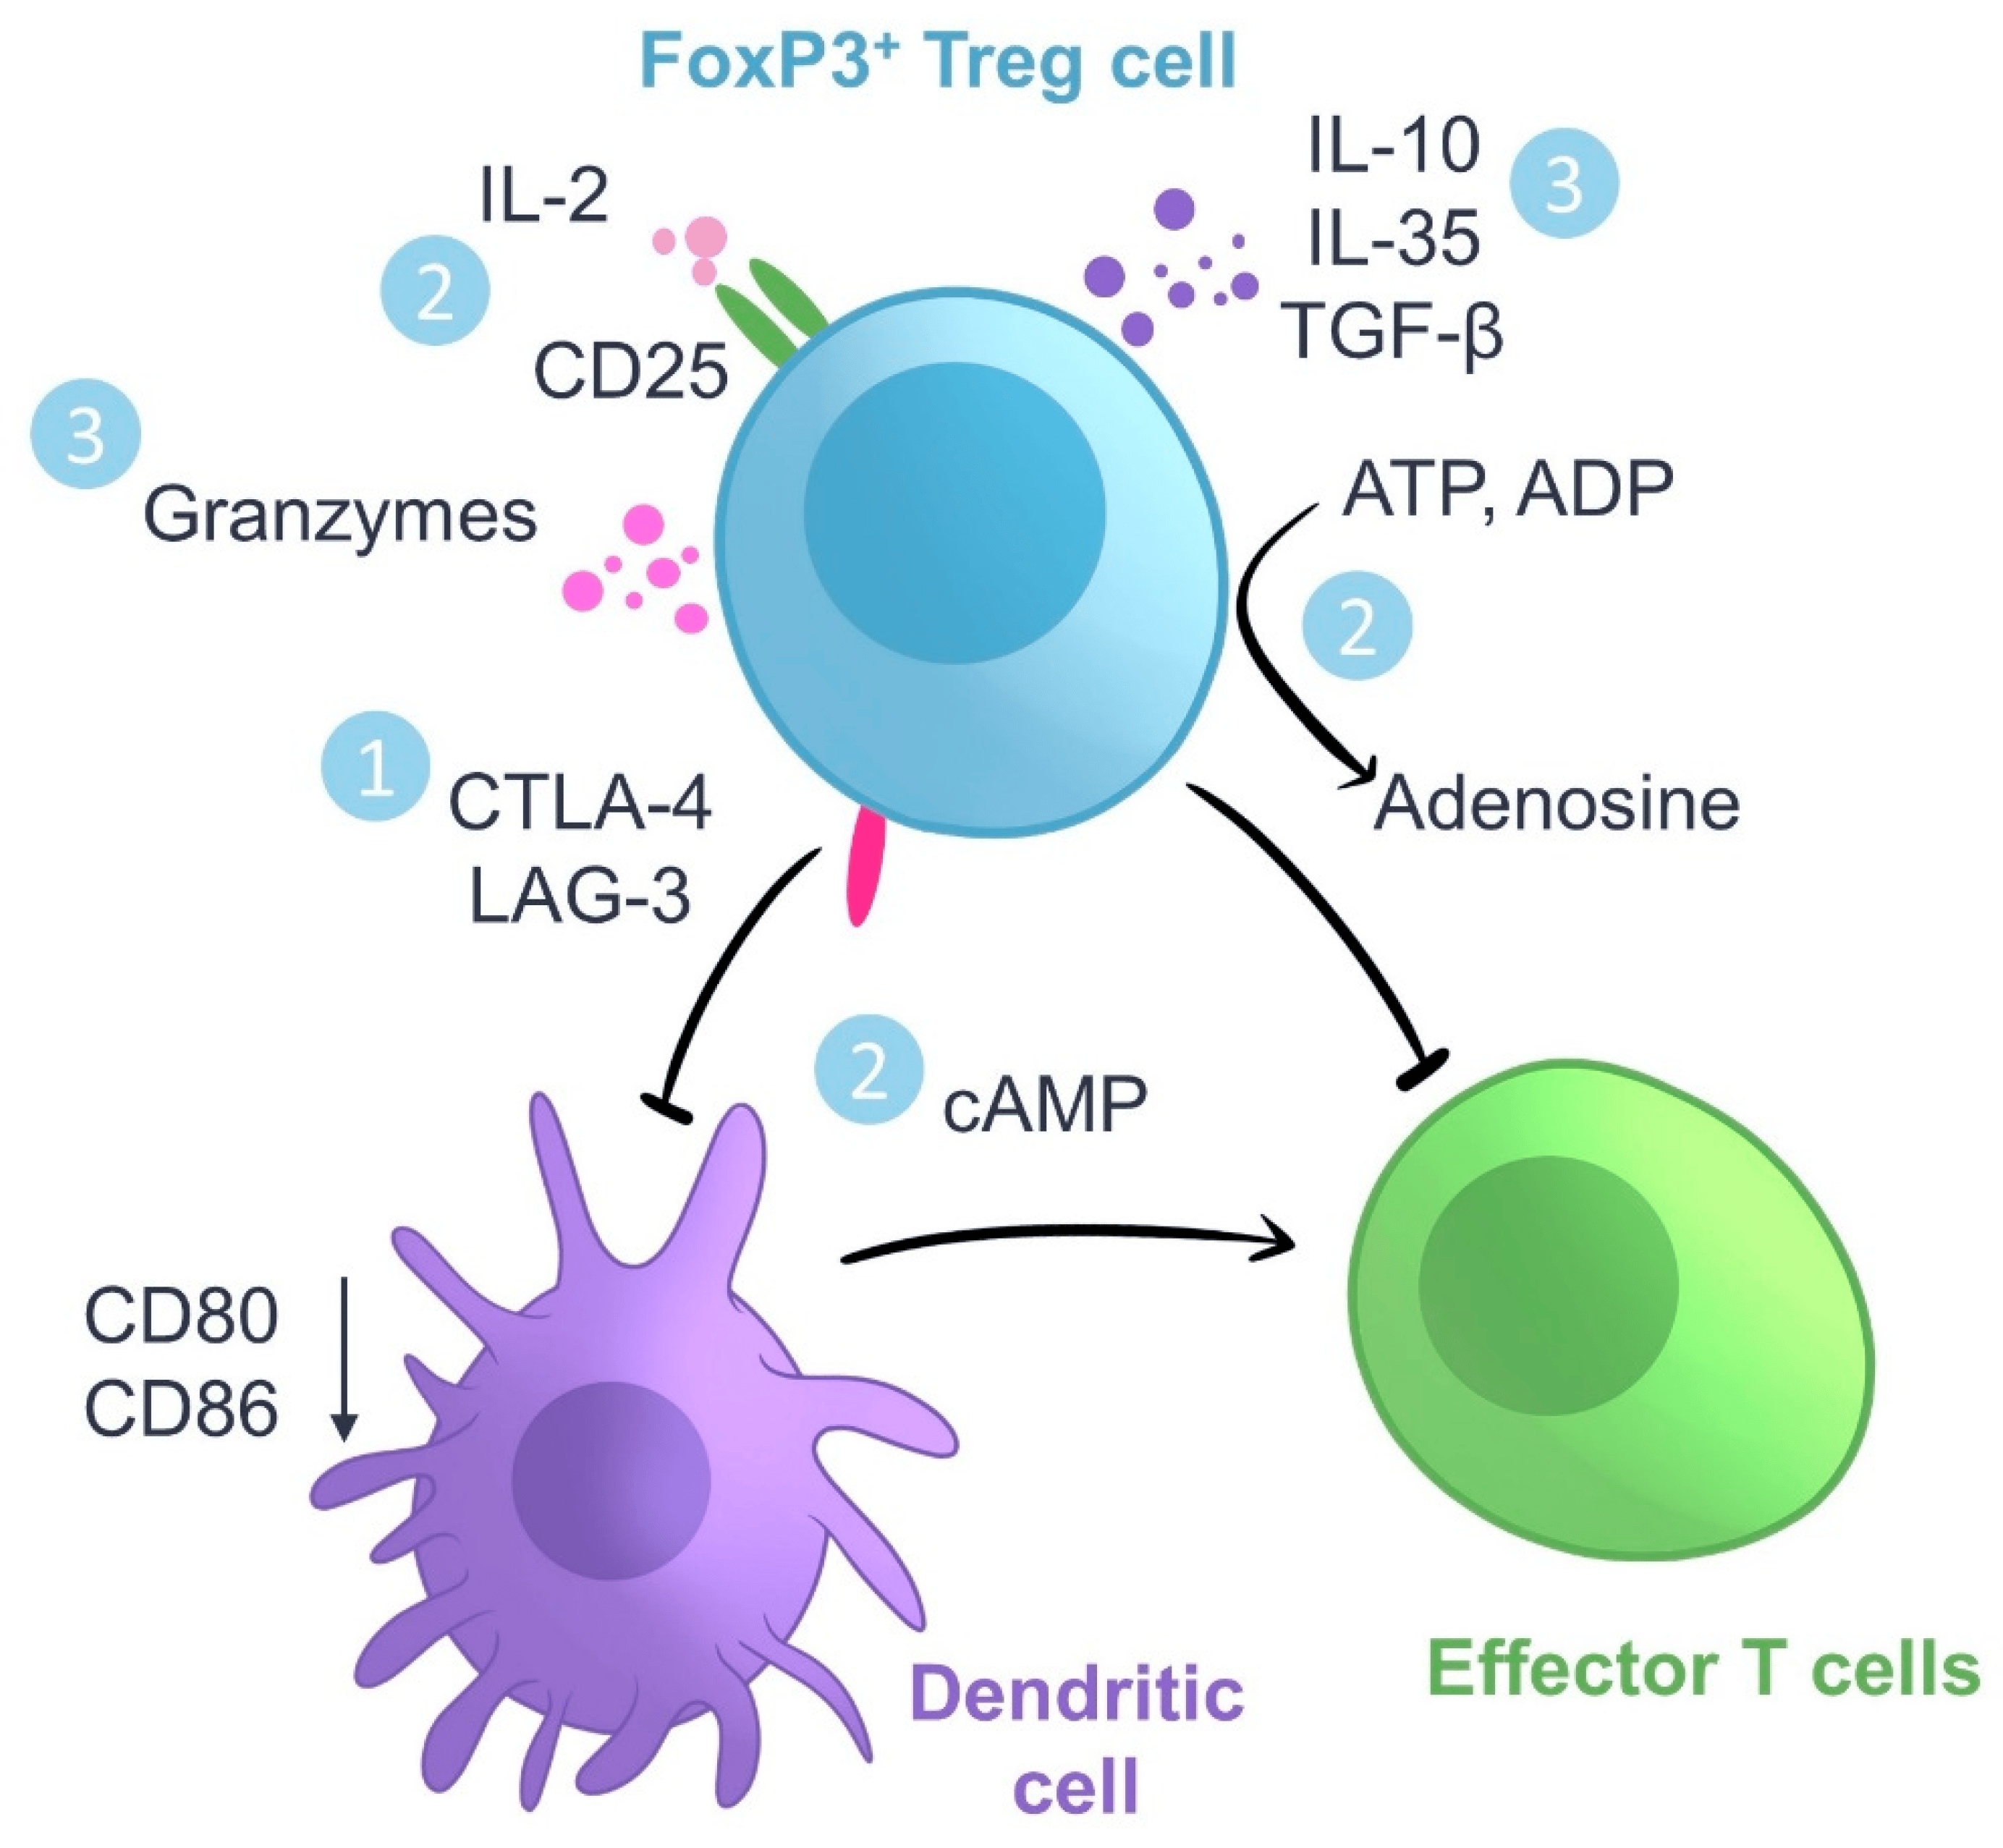 FoxP3⁺ Treg cell
IL-2
2
CD25
IL-10
IL-35
TGF-β
3
3
Granzymes
ATP, ADP
2
Adenosine
1
CTLA-4
LAG-3
2
cAMP
CD80
CD86
Dendritic
cell
Effector T cells